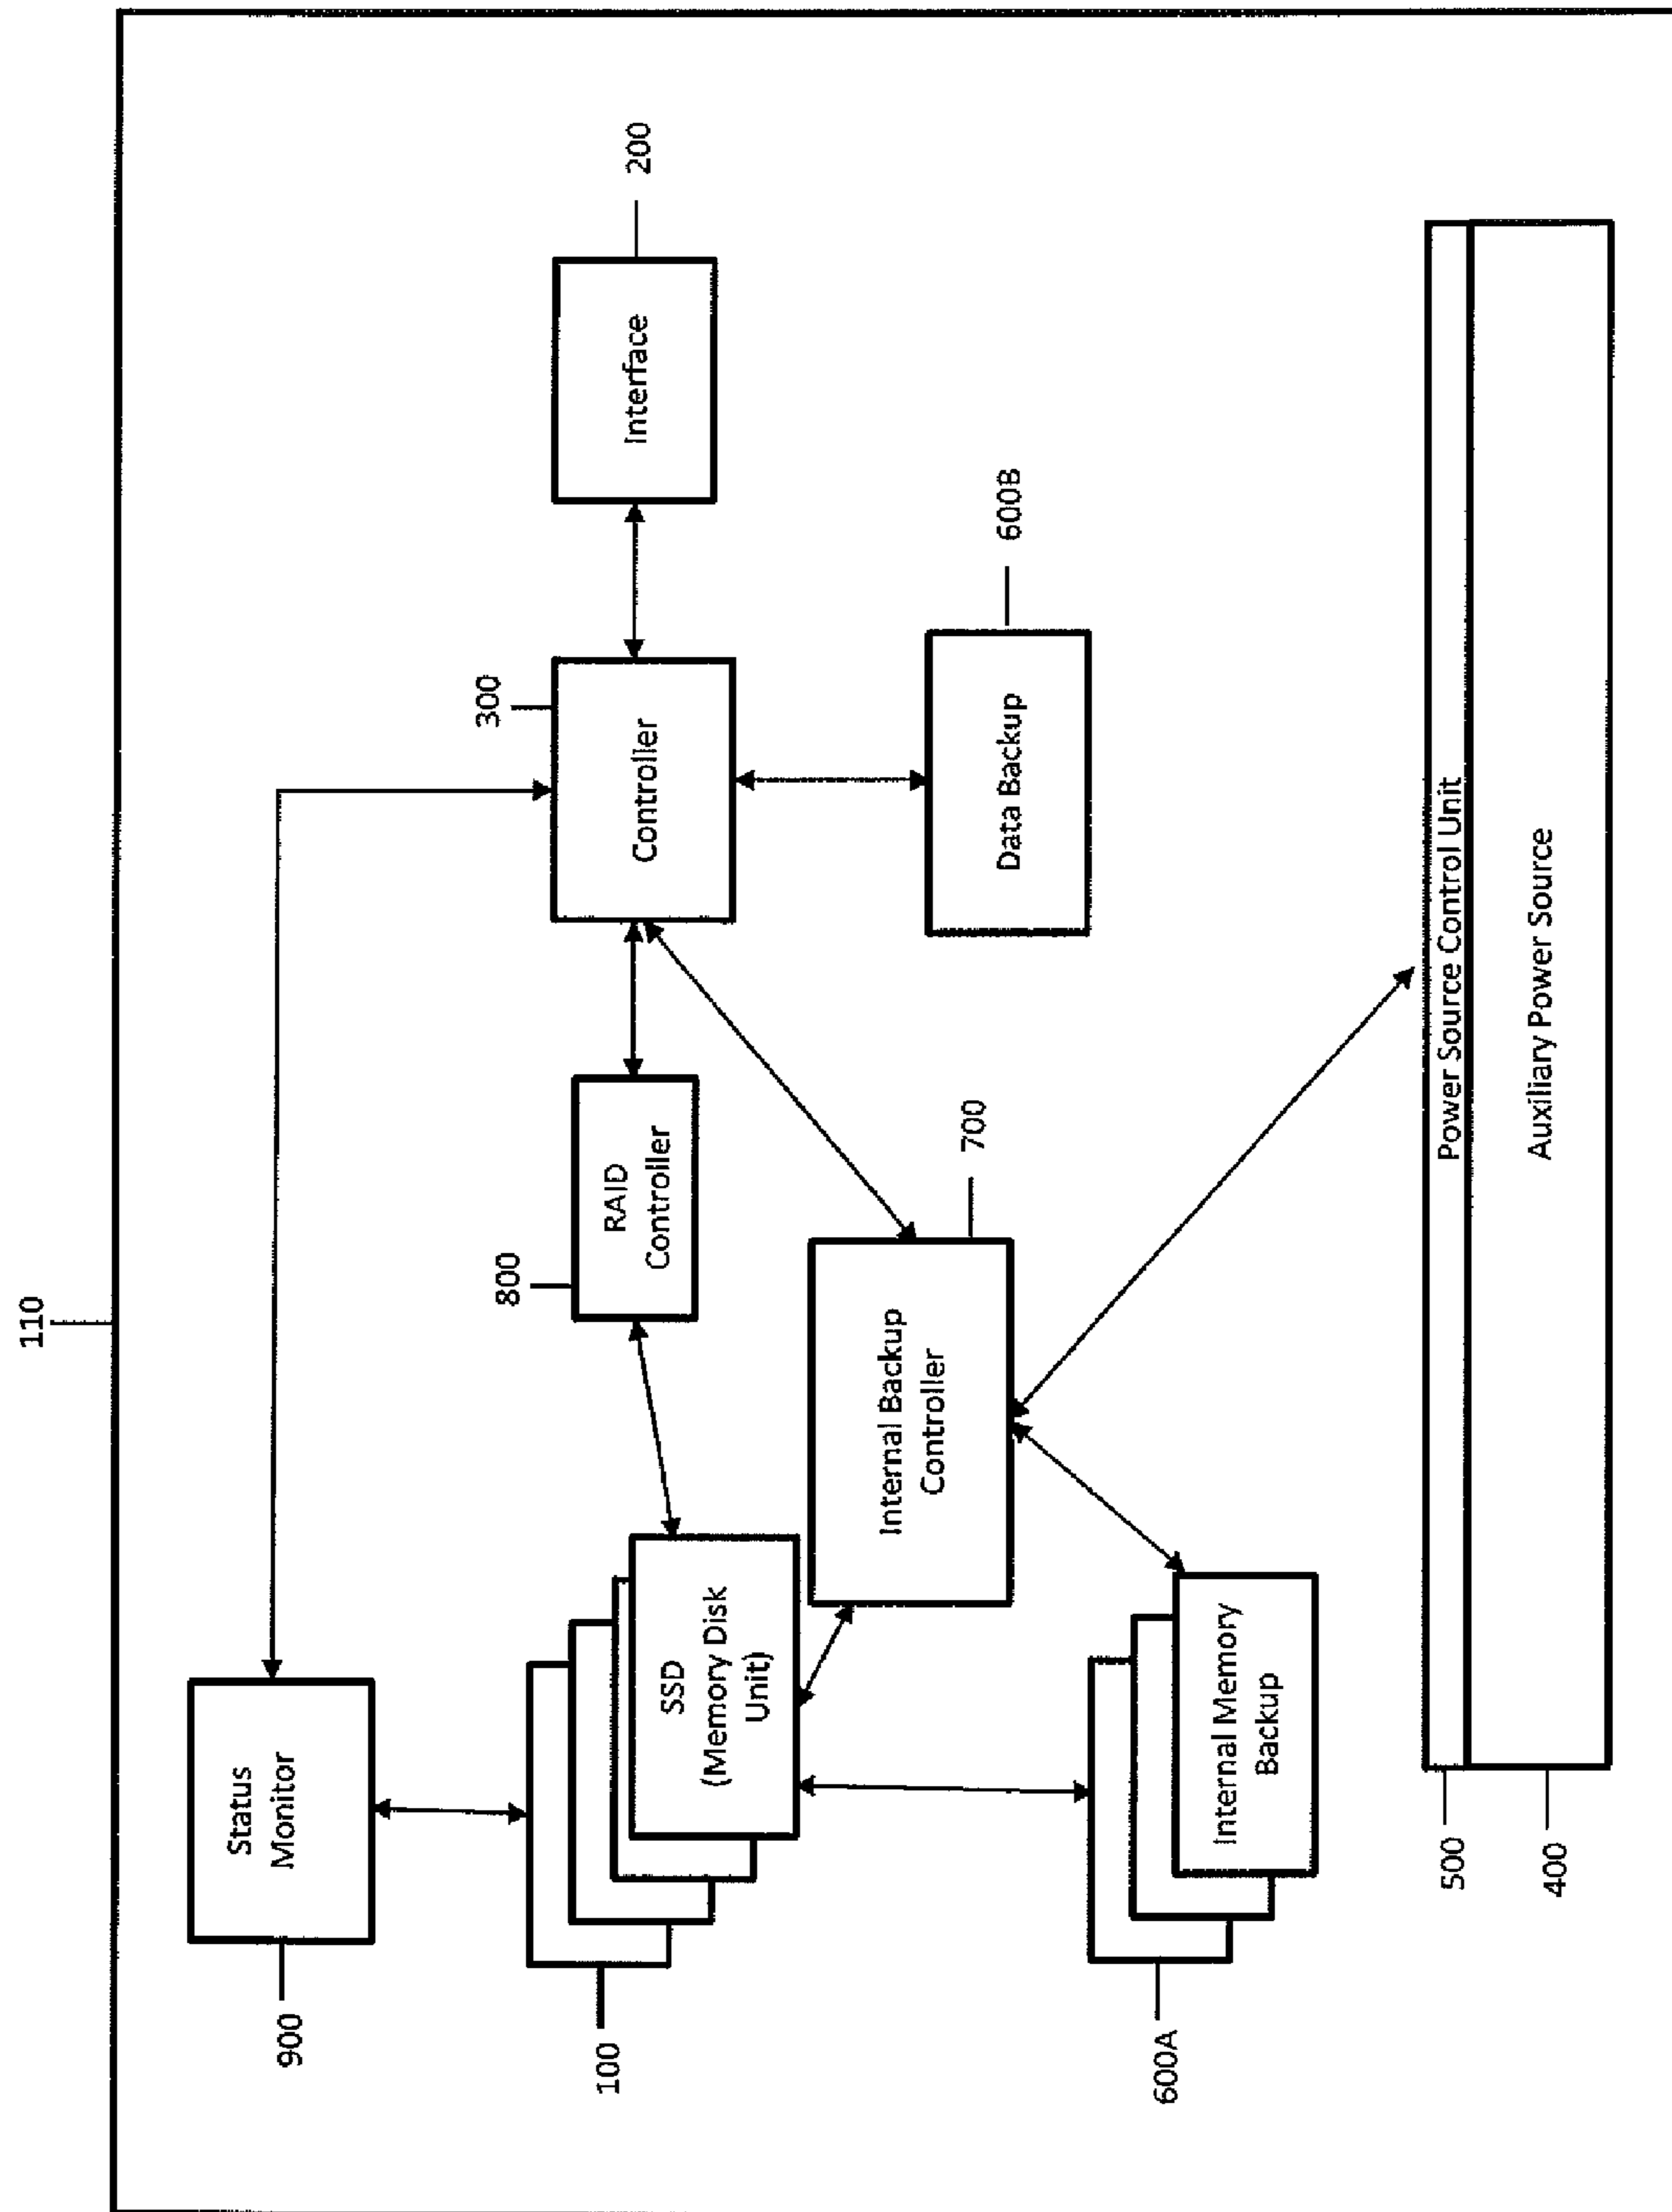 110
900
Status
Monitor
100
SSD
(Memory Disk
Unit)
800
RAID
Controller
300
Controller
Interface
200
600A
Internal Memory
Backup
Internal Backup
Controller
700
Data Backup
600B
500
Power Source Control Unit
400
Auxiliary Power Source